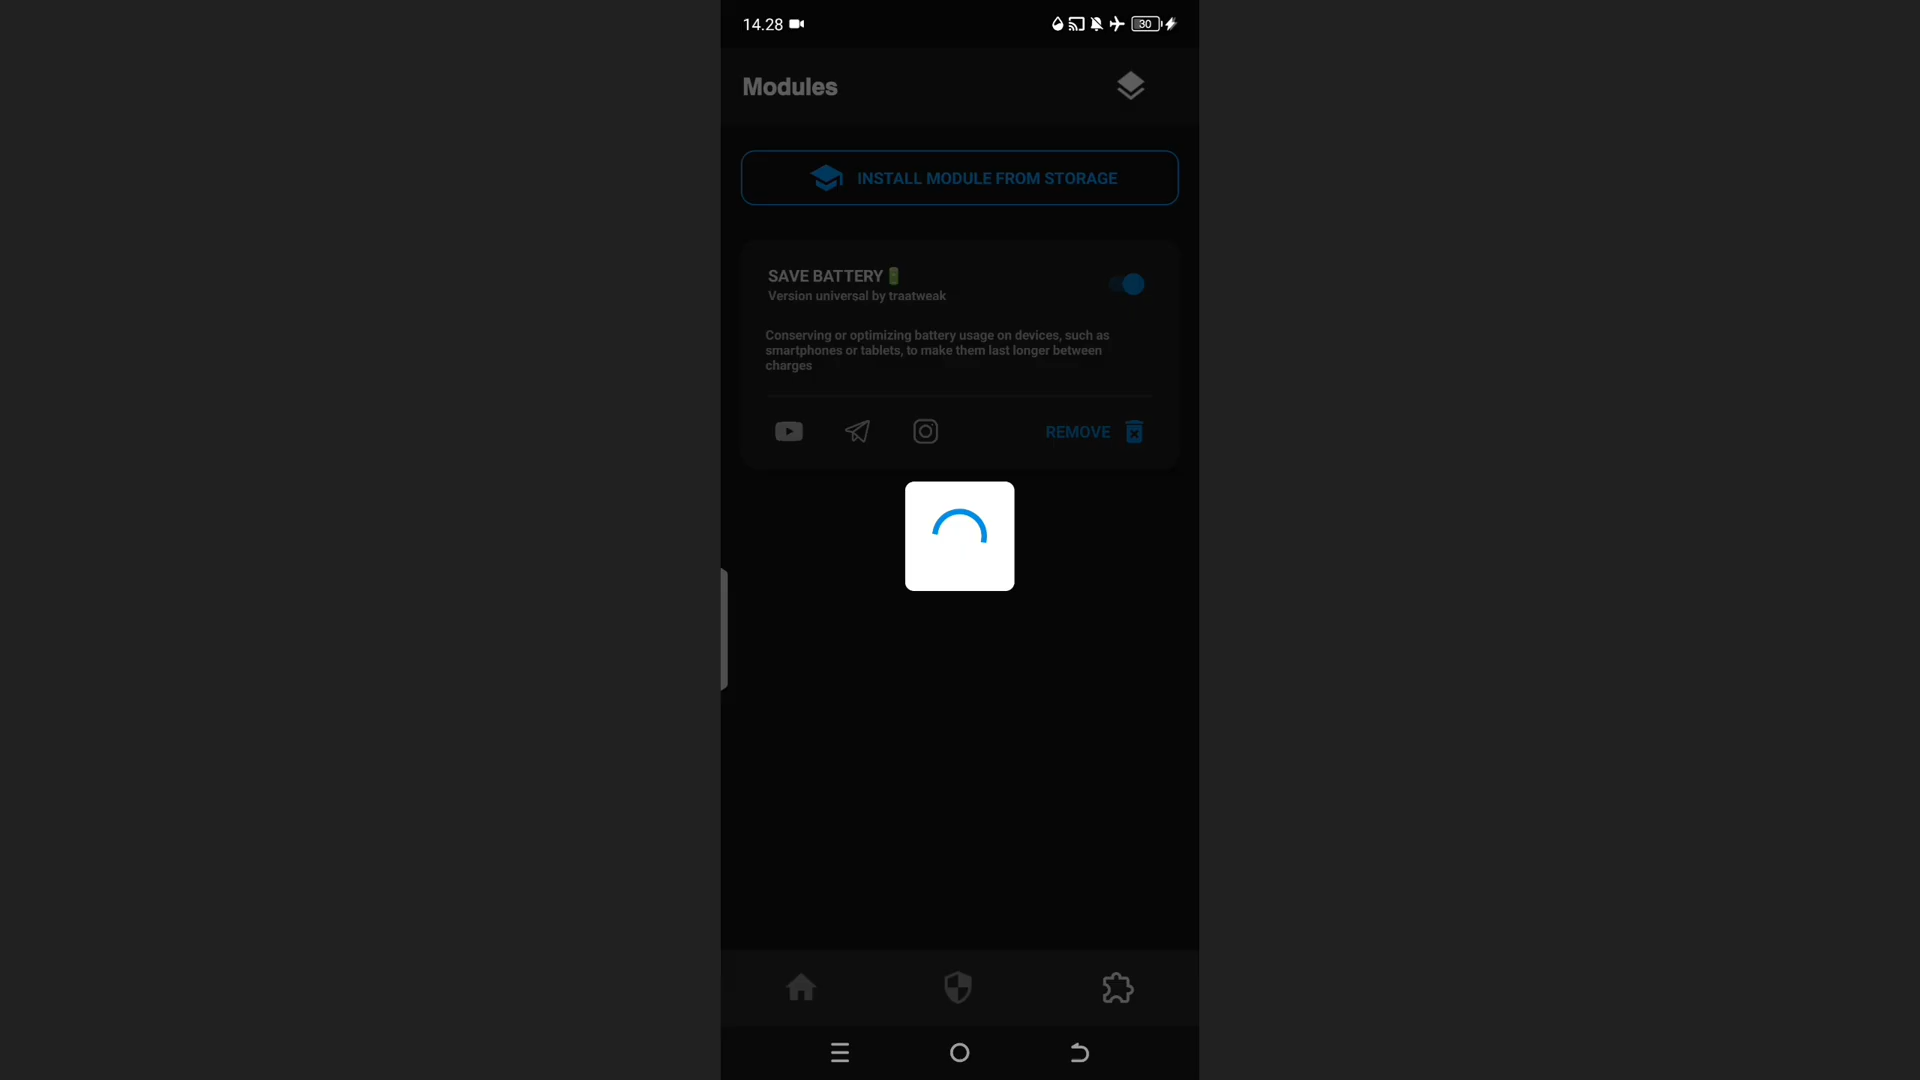 14.28
30
Modules
INSTALL MODULE FROM STORAGE
SAVE BATTERY🔋
Version universal by traatweak
Conserving or optimizing battery usage on devices, such as
smartphones or tablets, to make them last longer between
charges
REMOVE